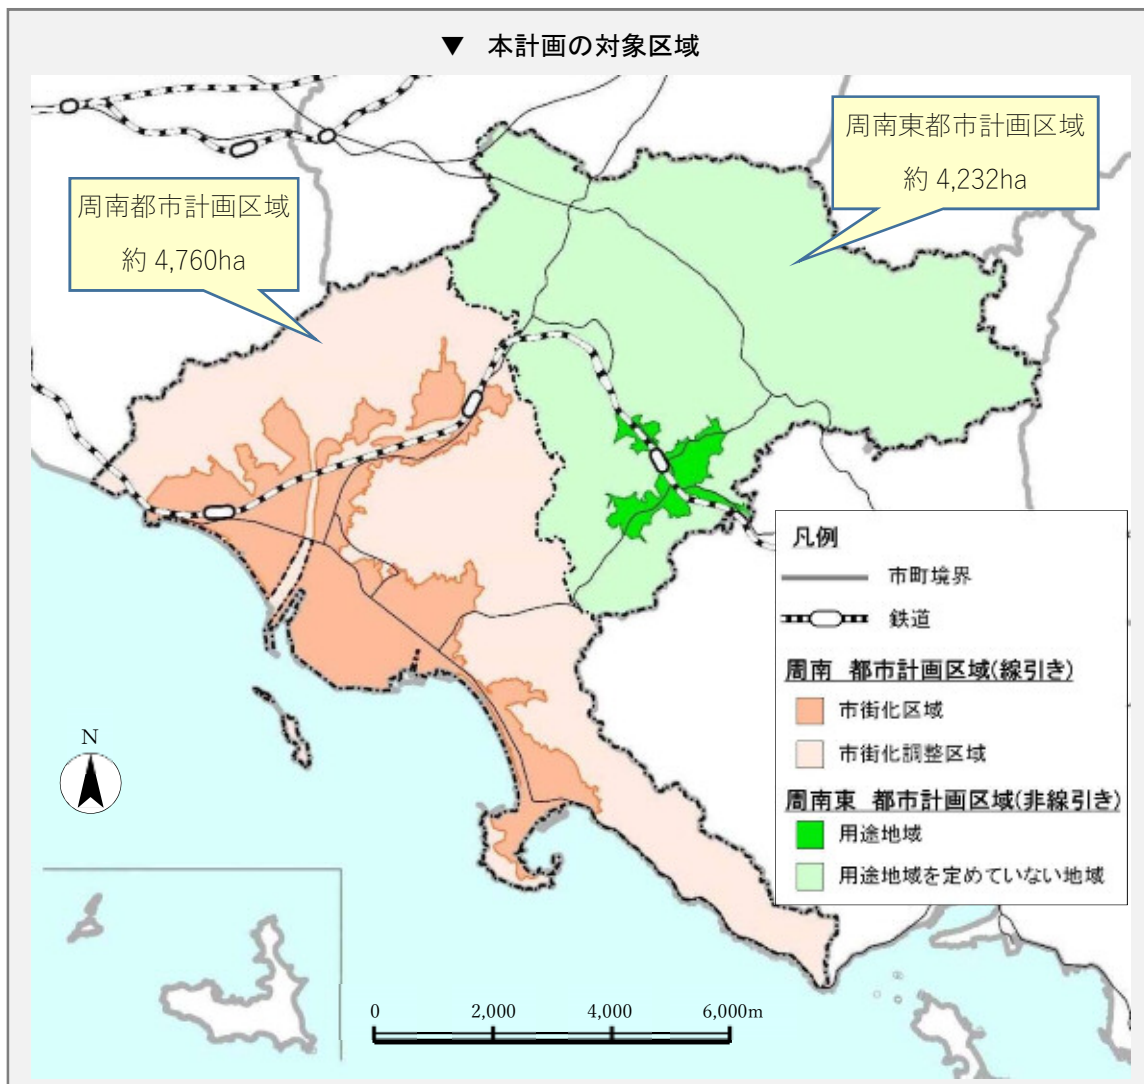 ▼ 本計画の対象区域
周南東都市計画区域
約 4,232ha
周南都市計画区域
約 4,760ha
凡例
市町境界
鉄道
周南 都市計画区域(線引き)
市街化区域
市街化調整区域
周南東 都市計画区域(非線引き)
用途地域
用途地域を定めていない地域
N
0 2,000 4,000 6,000m